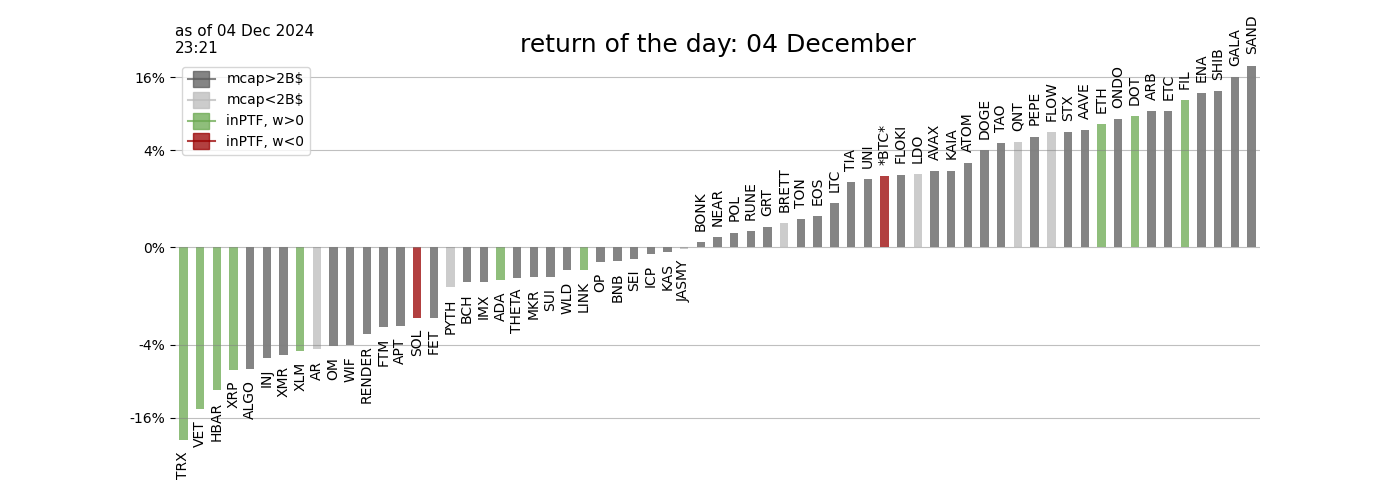 as of 04 Dec 2024
23:21
return of the day: 04 December
mcap>2B$
mcap<2B$
inPTF, w>0
inPTF, w<0
16%
4%
0%
-4%
-16%
TRX
VET
HBAR
XRP
ALGO
INJ
XMR
XLM
AR
OM
WIF
RENDER
FTM
APT
SOL
FET
PYTH
BCH
IMX
ADA
THETA
MKR
SUI
WLD
LINK
OP
BNB
SEI
ICP
KAS
JASMY
BONK
NEAR
POL
RUNE
GRT
BRETT
TON
EOS
LTC
TIA
UNI
*BTC*
FLOKI
LDO
AVAX
KAIA
ATOM
DOGE
TAO
QNT
PEPE
FLOW
STX
AAVE
ETH
ONDO
DOT
ARB
ETC
FIL
ENA
SHIB
GALA
SAND